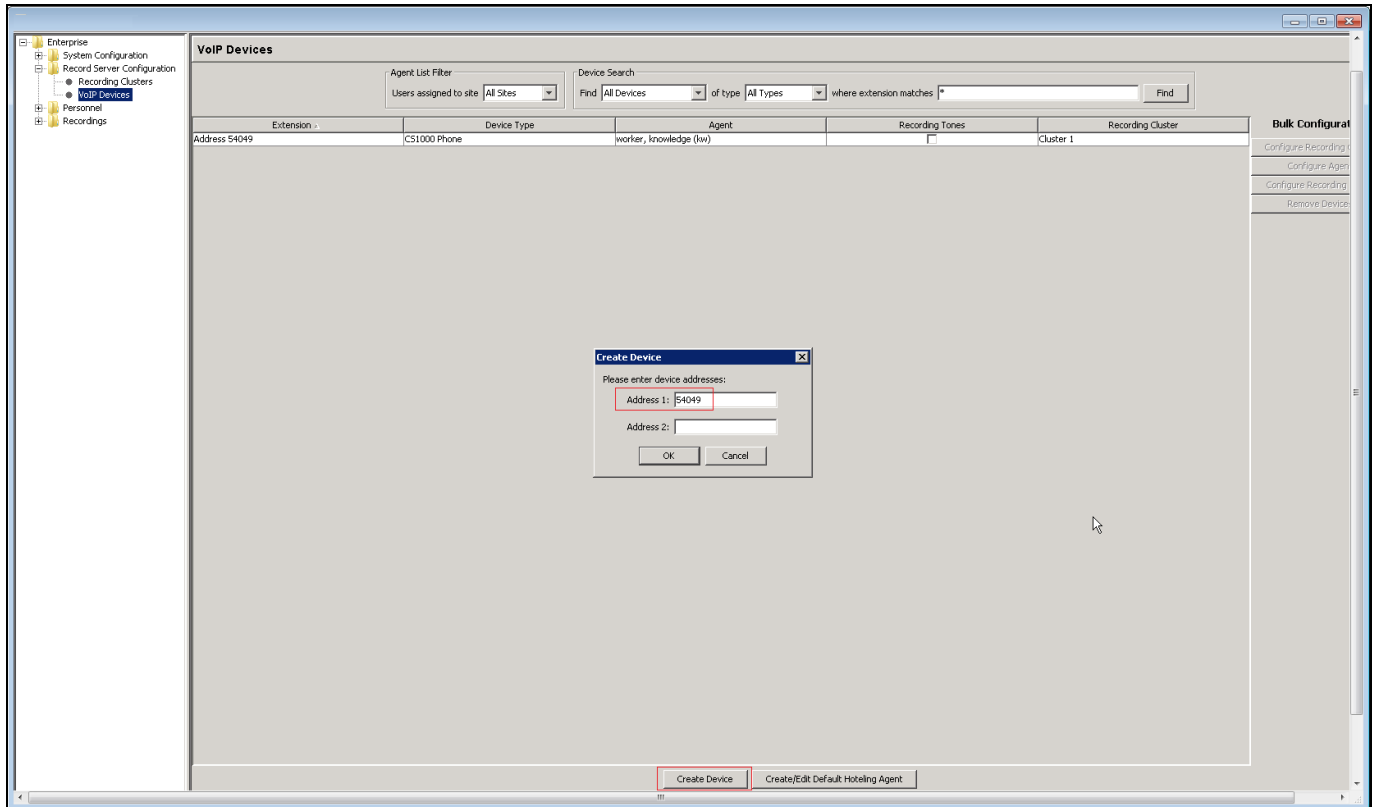 Enterprise
System Configuration
Record Server Configuration
Recording Clusters
VoIP Devices
Personnel
Recordings
VoIP Devices
Agent List Filter
Users assigned to site All Sites
Device Search
Find All Devices of type All Types where extension matches * Find
Extension Device Type Agent Recording Tones Recording Cluster
Address 54049 CS1000 Phone worker, knowledge (kw) Cluster 1
Bulk Configurat
Configure Recording
Configure Agen
Configure Recording
Remove Device
Create Device
Please enter device addresses:
Address 1: 54049
Address 2:
OK Cancel
Create Device Create/Edit Default Hoteling Agent